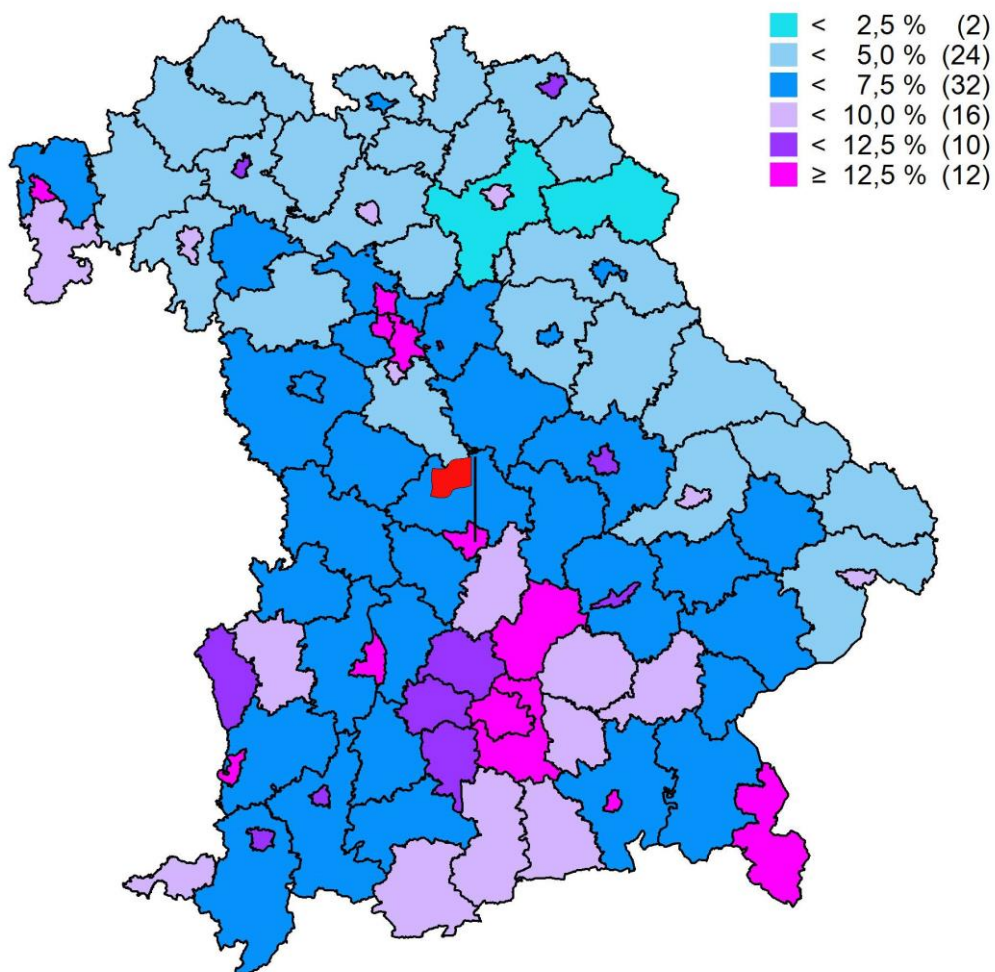 < 2,5 % (2)
< 5,0 % (24)
< 7,5 % (32)
< 10,0 % (16)
< 12,5 % (10)
≥ 12,5 % (12)